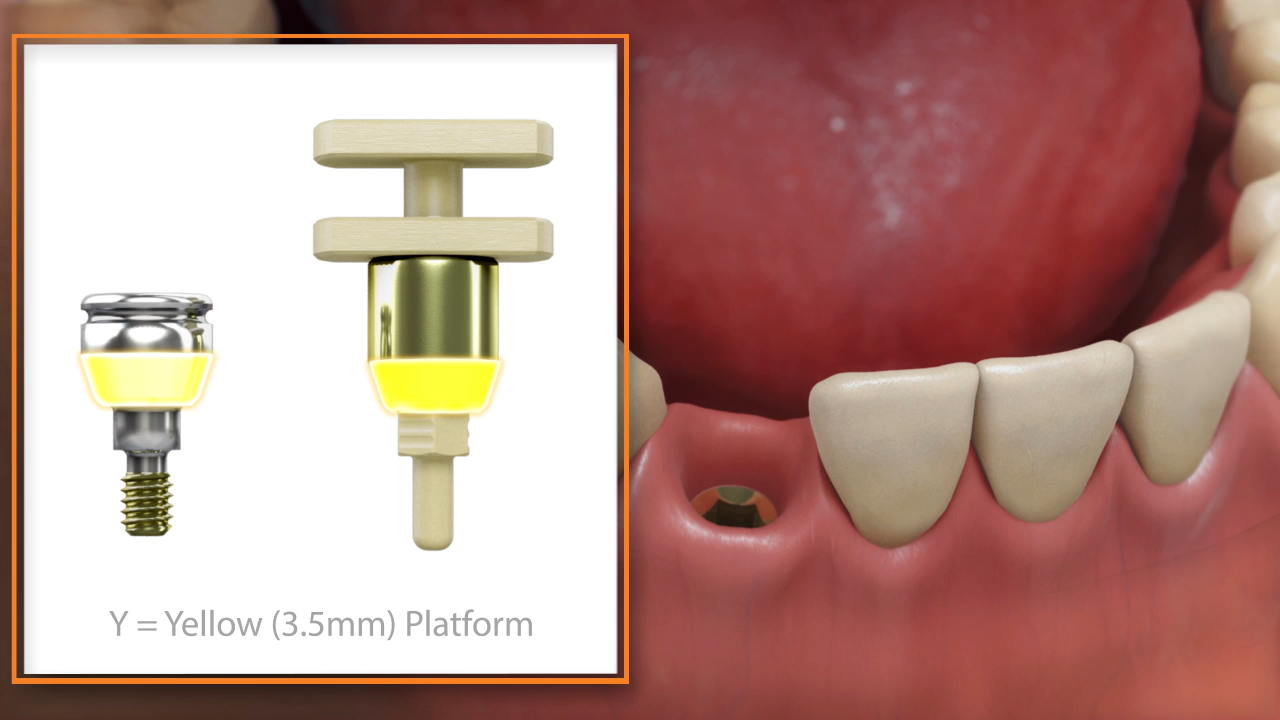 Y = Yellow (3.5mm) Platform